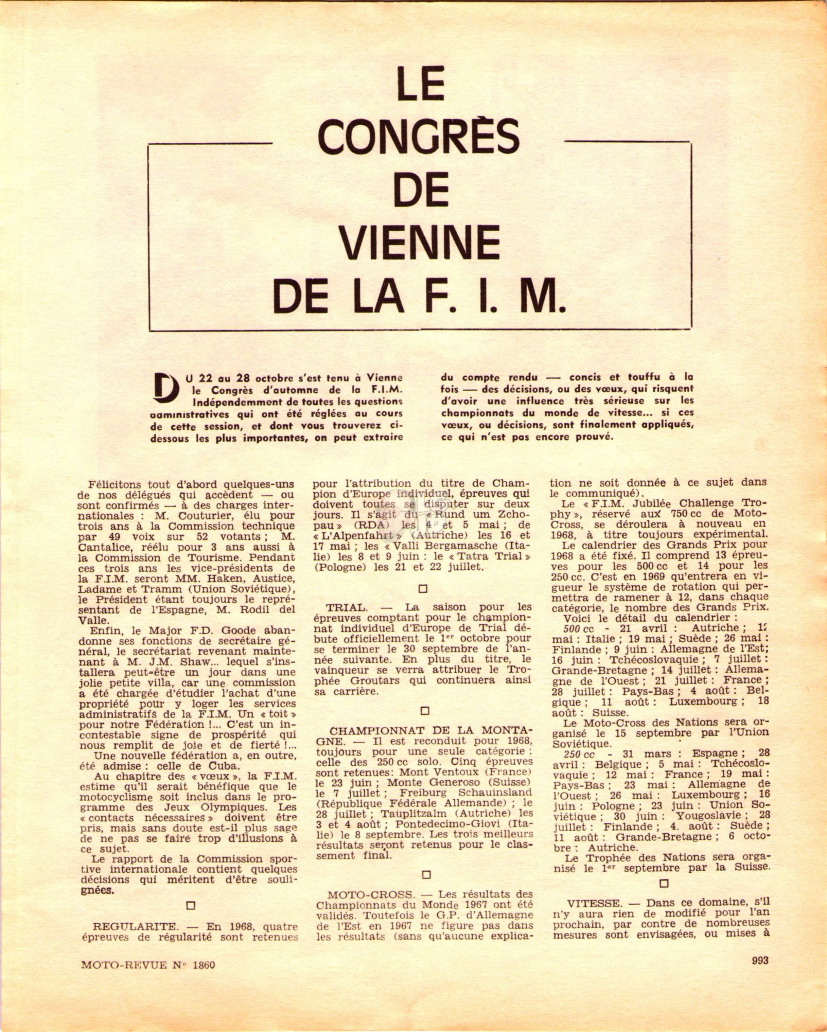 LE
CONGRÈS
DE
VIENNE
DE LA F. I. M.
DU 22 au 28 octobre s'est tenu à Vienne
le Congrès d'automne de la F.I.M.
Indépendemment de toutes les questions
administratives qui ont été réglées au cours
de cette session, et dont vous trouverez ci-
dessous les plus importantes, on peut extraire
du compte rendu — concis et touffu à la
fois — des décisions, ou des vœux, qui risquent
d'avoir une influence très sérieuse sur les
championnats du monde de vitesse... si ces
vœux, ou décisions, sont finalement appliqués,
ce qui n'est pas encore prouvé.
Félicitons tout d'abord quelques-uns
de nos délégués qui accèdent — ou
sont confirmés — à des charges inter-
nationales : M. Couturier, élu pour
trois ans à la Commission technique
par 49 voix sur 52 votants ; M.
Cantalice, réélu pour 3 ans aussi à
la Commission de Tourisme. Pendant
ces trois ans les vice-présidents de
la F.I.M. seront MM. Haken, Austice,
Ladame et Tramm (Union Soviétique),
le Président étant toujours le repré-
sentant de l'Espagne, M. Rodil del
Valle.
Enfin, le Major F.D. Goode aban-
donne ses fonctions de secrétaire gé-
néral, le secrétariat revenant mainte-
nant à M. J.M. Shaw... lequel s'ins-
tallera peut-être un jour dans une
jolie petite villa, car une commission
a été chargée d'étudier l'achat d'une
propriété pour y loger les services
administratifs de la F.I.M. Un « toit »
pour notre Fédération !... C'est un in-
contestable signe de prospérité qui
nous remplit de joie et de fierté !...
Une nouvelle fédération a, en outre,
été admise : celle de Cuba.
Au chapitre des « vœux », la F.I.M.
estime qu'il serait bénéfique que le
motocyclisme soit inclus dans le pro-
gramme des Jeux Olympiques. Les
« contacts nécessaires » doivent être
pris, mais sans doute est-il plus sage
de ne pas se faire trop d'illusions à
ce sujet.
Le rapport de la Commission spor-
tive internationale contient quelques
décisions qui méritent d'être souli-
gnées.
REGULARITE. — En 1968, quatre
épreuves de régularité sont retenues
pour l'attribution du titre de Cham-
pion d'Europe individuel, épreuves qui
doivent toutes se disputer sur deux
jours. Il s'agit du « Rund um Zcho-
pau » (RDA) les et 5 mai ; de
« L'Alpenfahrt » (Autriche) les 16 et
17 mai ; les « Valli Bergamasche (Ita-
lie) les 8 et 9 juin : le « Tatra Trial »
(Pologne) les 21 et 22 juillet.
TRIAL. — La saison pour les
épreuves comptant pour le champion-
nat individuel d'Europe de Trial dé-
bute officiellement le 1er octobre pour
se terminer le 30 septembre de l'an-
née suivante. En plus du titre, le
vainqueur se verra attribuer le Tro-
phée Groutars qui continuera ainsi
sa carrière.
CHAMPIONNAT DE LA MONTA-
GNE. — Il est reconduit pour 1968,
toujours pour une seule catégorie :
celle des 250 cc solo. Cinq épreuves
sont retenues: Mont Ventoux (France)
le 23 juin ; Monte Generoso (Suisse)
le 7 juillet ; Freiburg Schauinsland
(République Fédérale Allemande) ; le
28 juillet ; Tauplitzalm (Autriche) les
3 et 4 août ; Pontedecimo-Giovi (Ita-
lie) le 8 septembre. Les trois meilleurs
résultats seront retenus pour le clas-
sement final.
MOTO-CROSS. — Les résultats des
Championnats du Monde 1967 ont été
validés. Toutefois le G.P. d'Allemagne
de l'Est en 1967 ne figure pas dans
les résultats (sans qu'aucune explica-
tion ne soit donnée à ce sujet dans
le communiqué).
Le « F.I.M. Jubilée Challenge Tro-
phy », réservé aux 750 cc de Moto-
Cross, se déroulera à nouveau en
1968, à titre toujours expérimental.
Le calendrier des Grands Prix pour
1968 a été fixé. Il comprend 13 épreu-
ves pour les 500 cc et 14 pour les
250 cc. C'est en 1969 qu'entrera en vi-
gueur le système de rotation qui per-
mettra de ramener à 12, dans chaque
catégorie, le nombre des Grands Prix.
Voici le détail du calendrier :
500 cc - 21 avril : Autriche ; 12
mai : Italie ; 19 mai ; Suède ; 26 mai :
Finlande ; 9 juin : Allemagne de l'Est;
16 juin : Tchécoslovaquie ; 7 juillet :
Grande-Bretagne ; 14 juillet : Allema-
gne de l'Ouest ; 21 juillet : France ;
28 juillet : Pays-Bas ; 4 août : Bel-
gique ; 11 août : Luxembourg ; 18
août : Suisse.
Le Moto-Cross des Nations sera or-
ganisé le 15 septembre par l'Union
Soviétique.
250 cc - 31 mars : Espagne ; 28
avril : Belgique ; 5 mai : Tchécoslo-
vaquie ; 12 mai : France ; 19 mai :
Pays-Bas ; 23 mai : Allemagne de
l'Ouest ; 26 mai : Luxembourg ; 16
juin : Pologne ; 23 juin : Union So-
viétique ; 30 juin : Yougoslavie ; 28
juillet : Finlande ; 4. août : Suède ;
11 août : Grande-Bretagne ; 6 octo-
bre : Autriche.
Le Trophée des Nations sera orga-
nisé le 1er septembre par la Suisse.
VITESSE. — Dans ce domaine, s'il
n'y aura rien de modifié pour l'an
prochain, par contre de nombreuses
mesures sont envisagées, ou mises à
MOTO-REVUE N° 1860
993